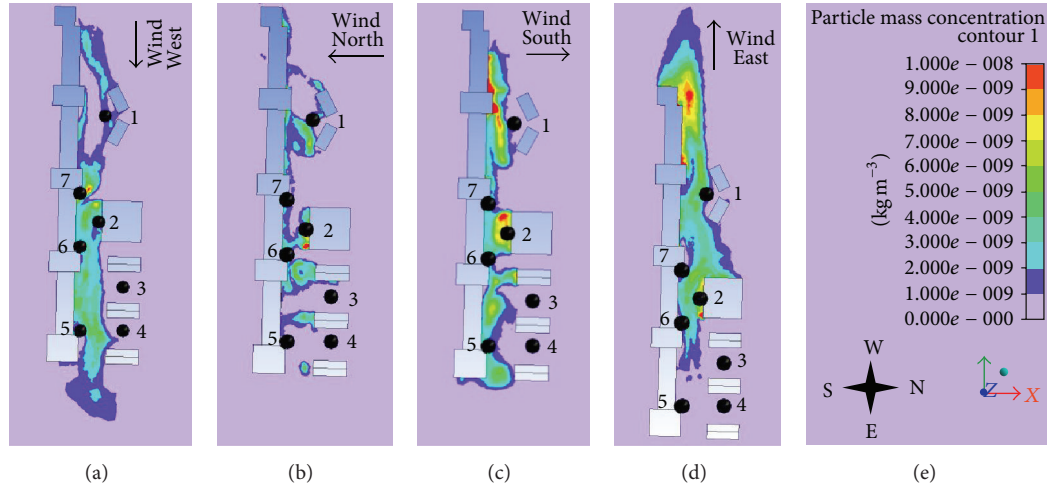 Wind
West
1
7
2
6
3
5
4
(a)
Wind
North
1
7
2
6
3
5
4
(b)
Wind
South
1
7
2
6
3
5
4
(c)
Wind
East
1
7
2
6
3
5
4
(d)
Particle mass concentration
contour 1
1.000e − 008
9.000e − 009
8.000e − 009
7.000e − 009
6.000e − 009
5.000e − 009
4.000e − 009
3.000e − 009
2.000e − 009
1.000e − 009
0.000e − 000
(kg m−3)
W
S
N
E
Z
X
(e)